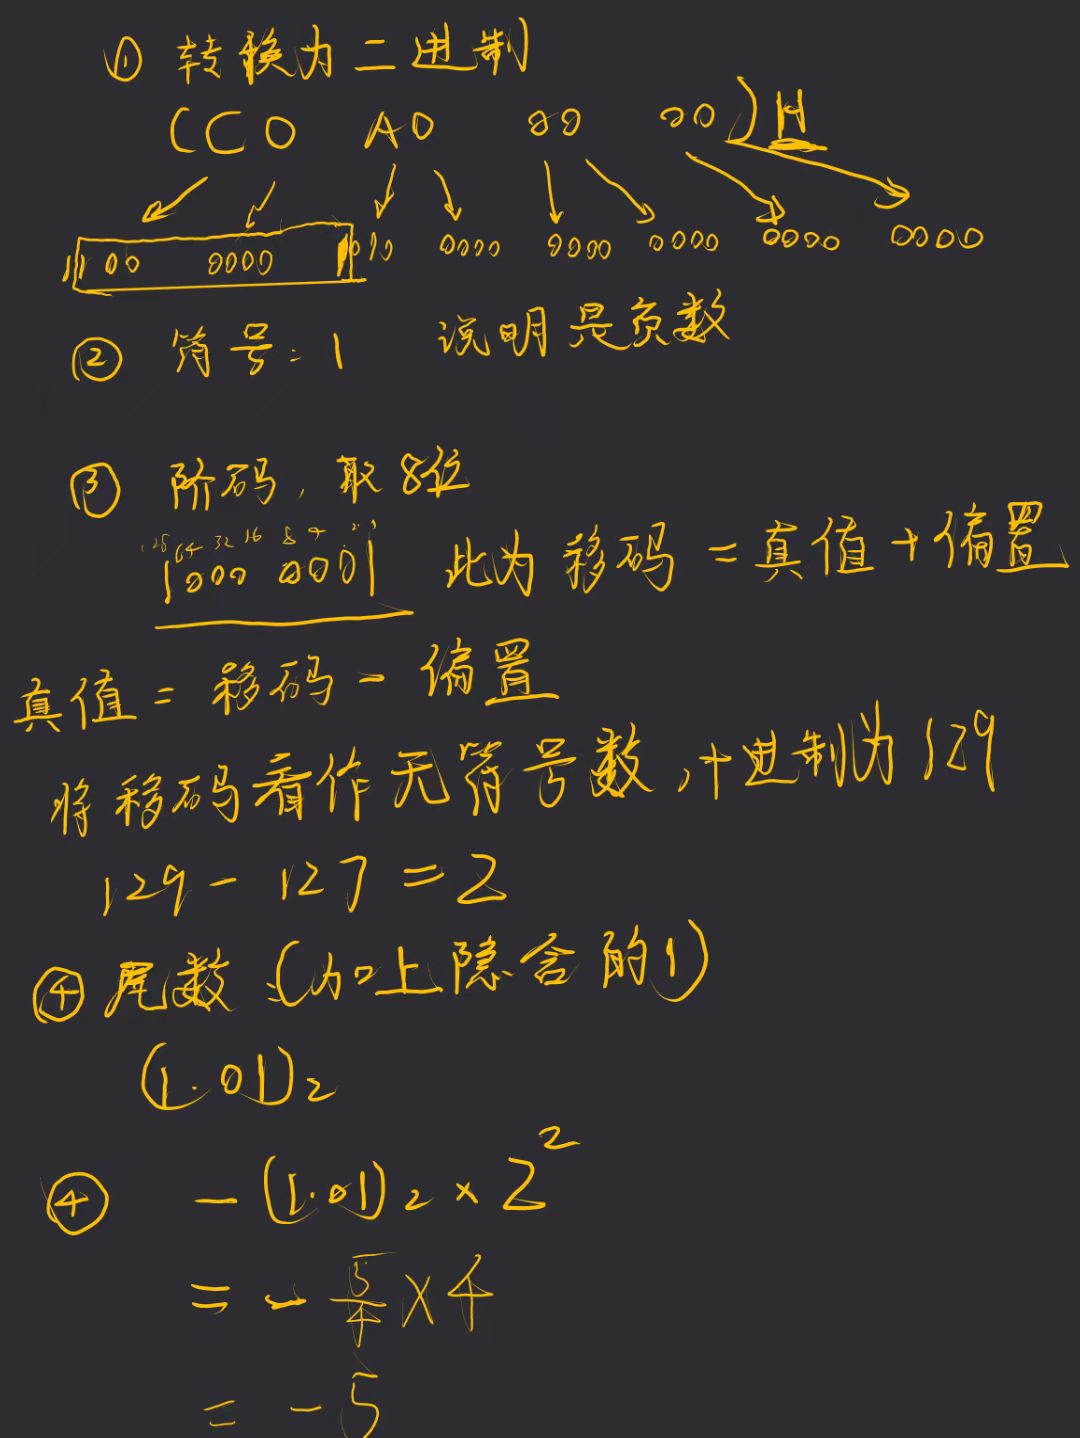 ① 转换为二进制
(C0 A0 00 00)H
1100 0000 1010 0000 0000 0000 0000 0000
② 符号：1 说明是负数
③ 阶码，取8位
128 64 32 16 8 4 2 1
1000 0001 此为移码 = 真值 + 偏置
真值 = 移码 - 偏置
将移码看作无符号数，十进制为129
129 - 127 = 2
④ 尾数：(加上隐含的1)
(1.01)₂
④ -(1.01)₂ × 2²
= - 5/4 × 4
= - 5